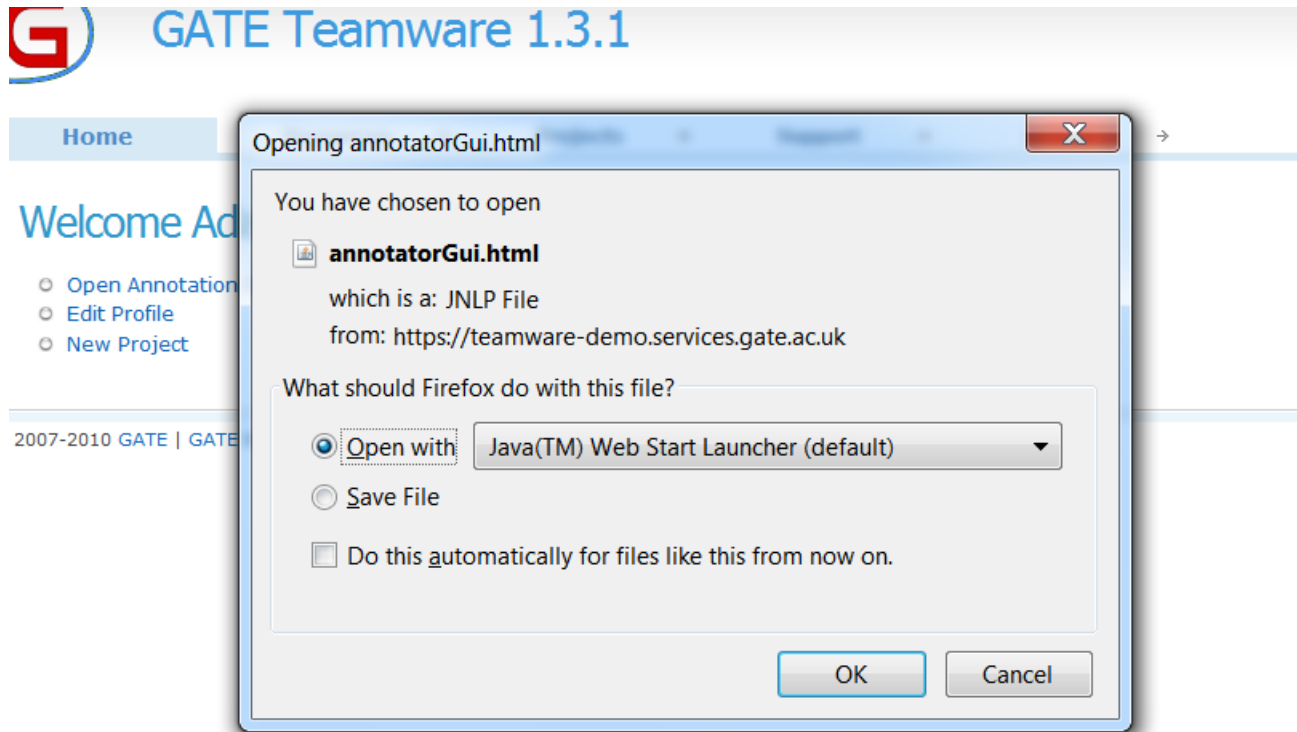 G
GATE Teamware 1.3.1
Home
Opening annotatorGui.html
Projects
Support
Welcome Ad
Open Annotation
Edit Profile
New Project
You have chosen to open
annotatorGui.html
which is a: JNLP File
from: https://teamware-demo.services.gate.ac.uk
What should Firefox do with this file?
Open with
Java(TM) Web Start Launcher (default)
Save File
Do this automatically for files like this from now on.
OK
Cancel
2007-2010 GATE | GATE